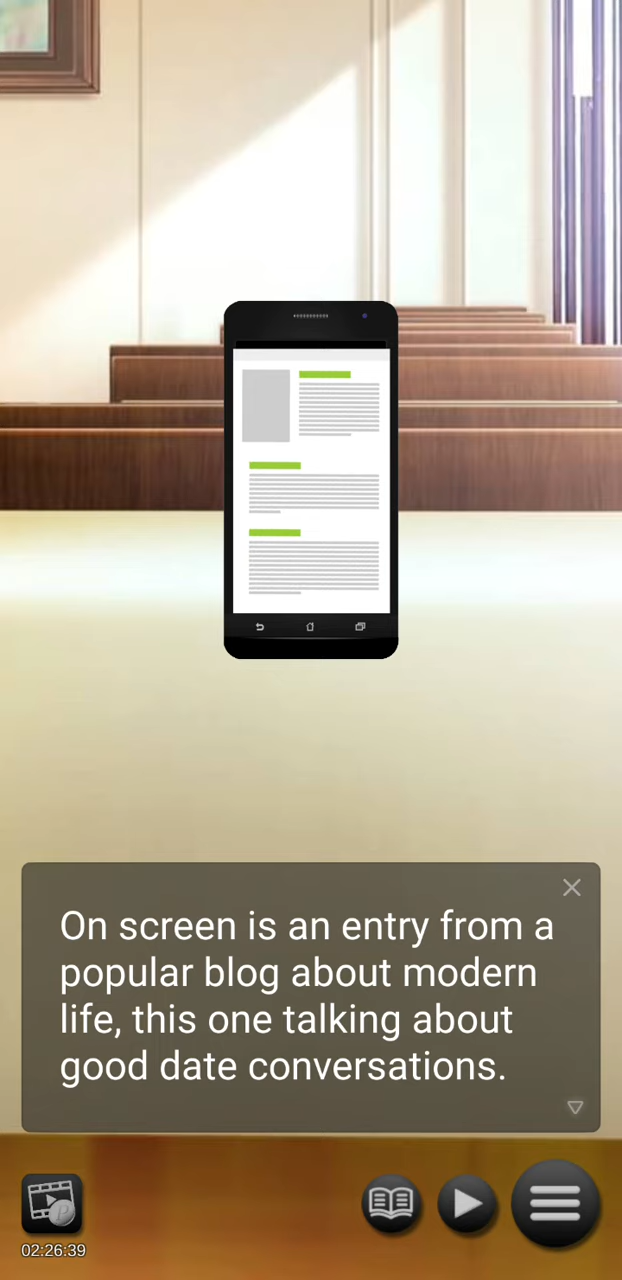 On screen is an entry from a
popular blog about modern
life, this one talking about
good date conversations.
P
02:26:39